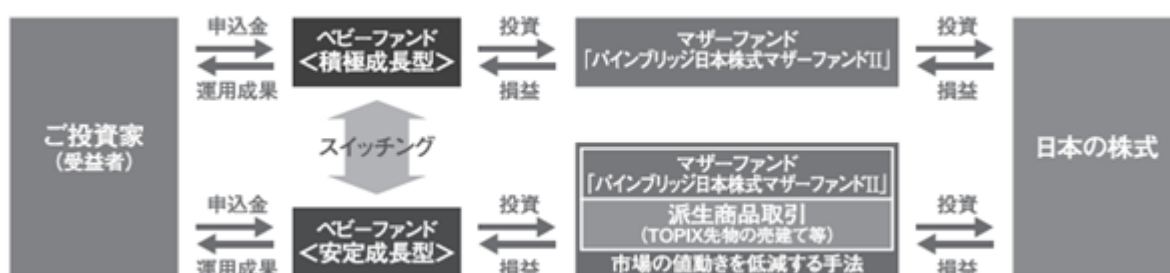 ご投資家
(受益者)
申込金
運用成果
ベビーファンド
<積極成長型>
投資
損益
マザーファンド
「パインブリッジ日本株式マザーファンドII」
投資
損益
日本の株式
スイッチング
申込金
運用成果
ベビーファンド
<安定成長型>
投資
損益
マザーファンド
「パインブリッジ日本株式マザーファンドII」
派生商品取引
(TOPIX先物の売建て等)
市場の値動きを低減する手法
投資
損益